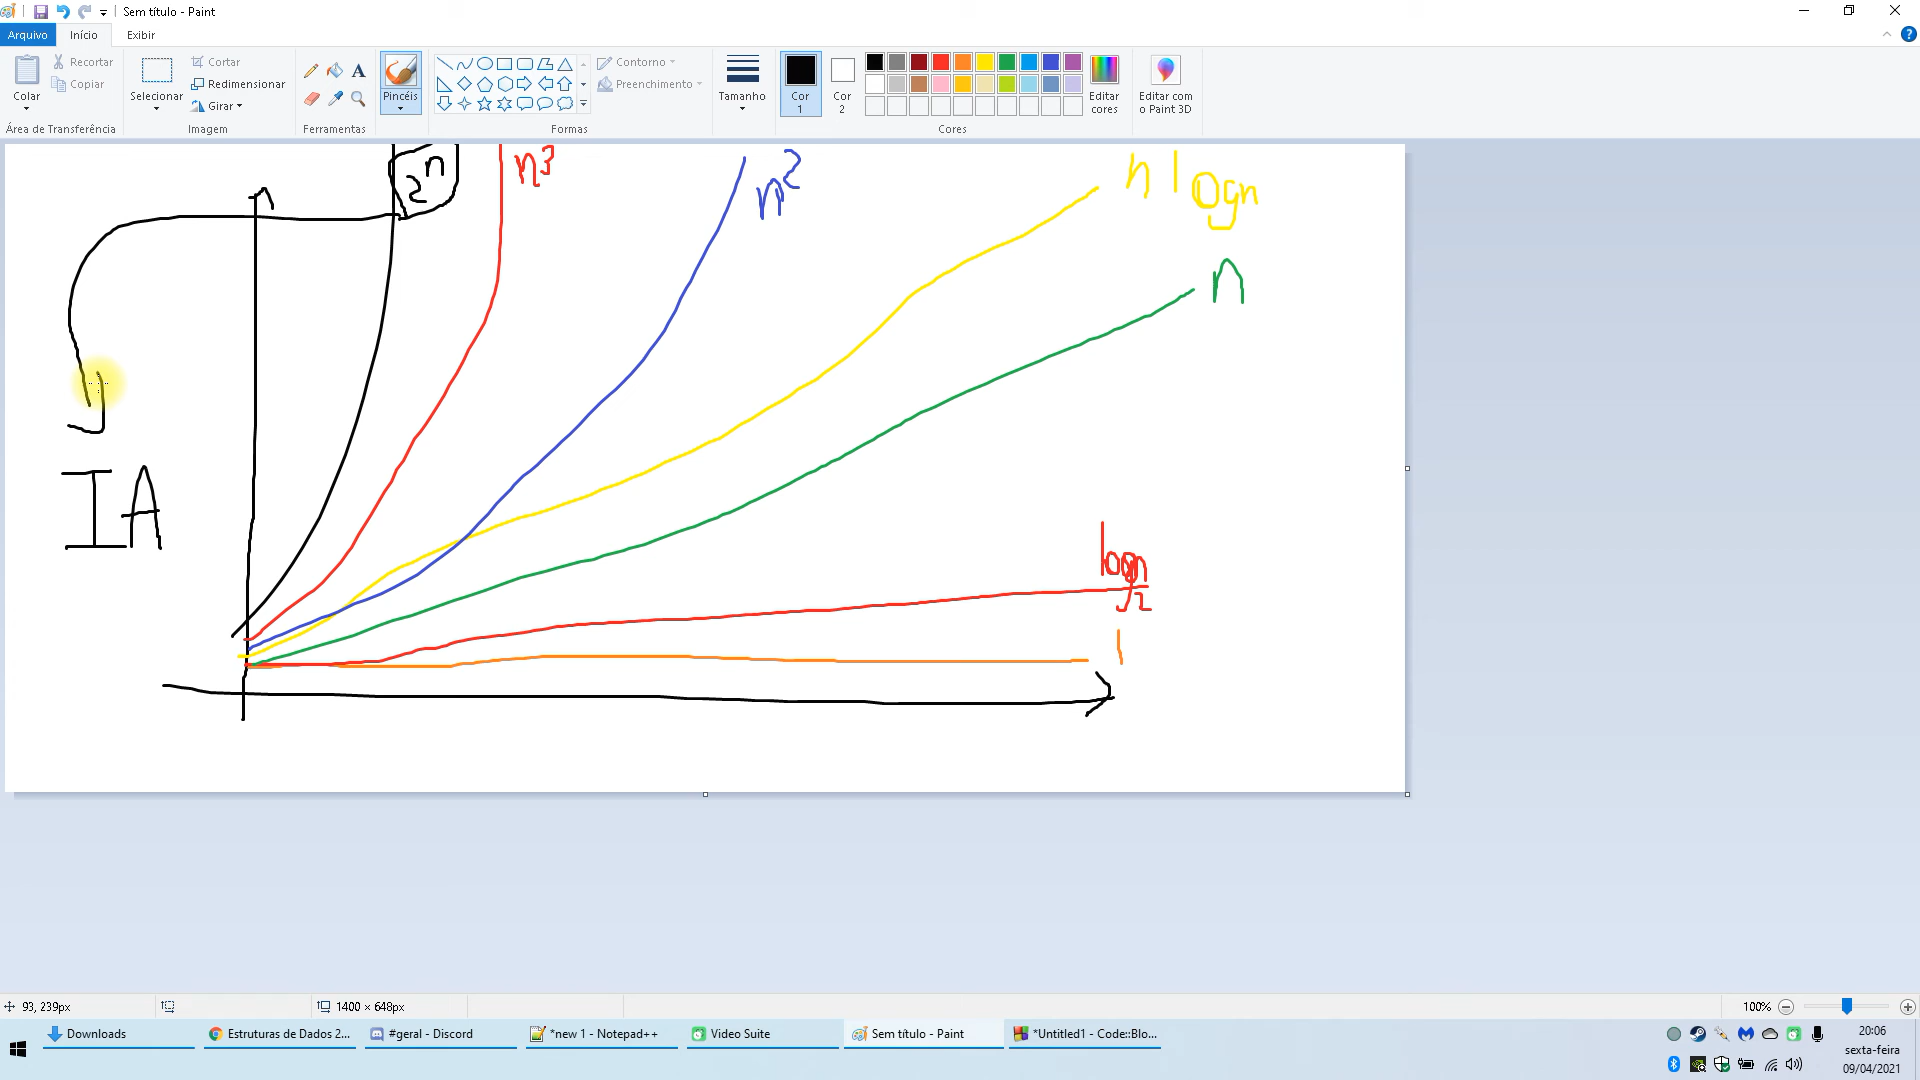 Sem título - Paint
Arquivo
Início
Exibir
Colar
Recortar
Copiar
Área de Transferência
Selecionar
Cortar
Redimensionar
Girar
Imagem
Ferramentas
Pincéis
Formas
Contorno
Preenchimento
Tamanho
Cor 1
Cor 2
Editar cores
Cores
Editar com o Paint 3D
2^n
n^3
n^2
n logn
n
IA
logn
2
1
93, 239px
1400 × 648px
100%
Downloads
Estruturas de Dados 2...
#geral - Discord
*new 1 - Notepad++
Video Suite
Sem título - Paint
*Untitled1 - Code::Blo...
20:06
sexta-feira
09/04/2021